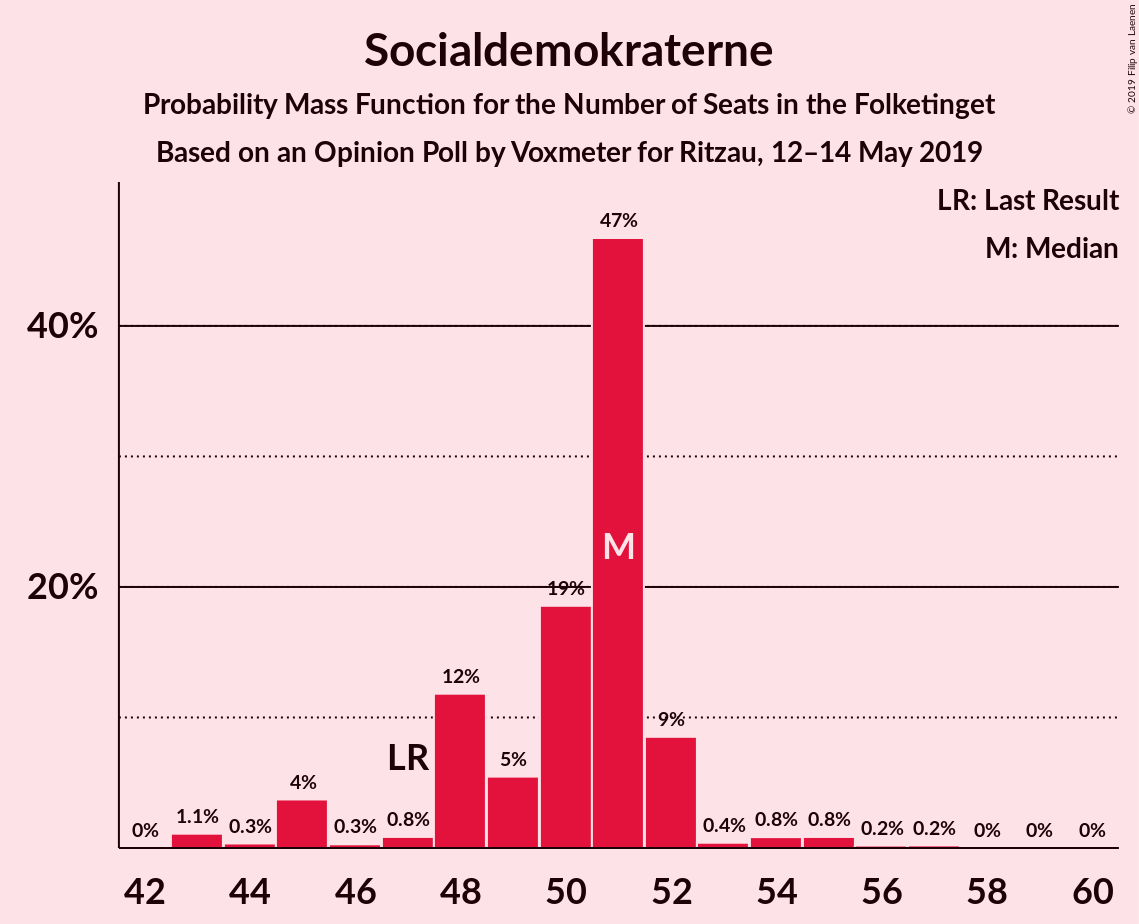 Socialdemokraterne
Probability Mass Function for the Number of Seats in the Folketinget
Based on an Opinion Poll by Voxmeter for Ritzau, 12–14 May 2019
© 2019 Filip van Laenen
LR: Last Result
M: Median
40%
20%
0%
1.1%
0.3%
4%
0.3%
0.8%
12%
5%
19%
47%
9%
0.4%
0.8%
0.8%
0.2%
0.2%
0%
0%
0%
LR
M
42 44 46 48 50 52 54 56 58 60